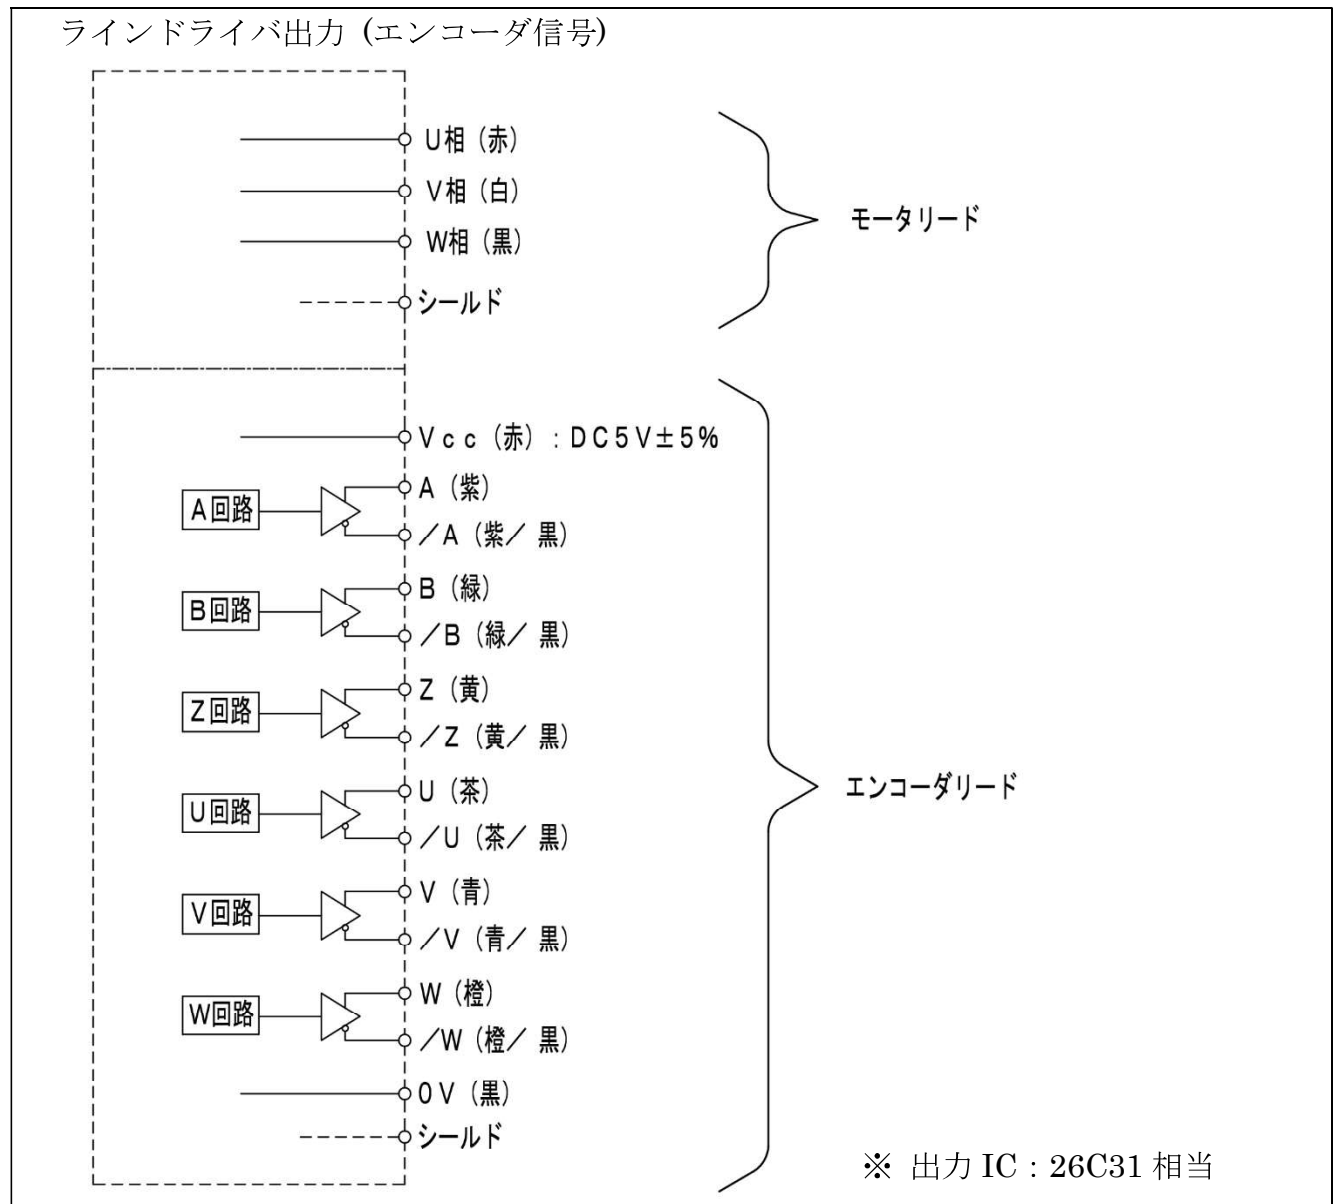 ラインドライバ出力 (エンコーダ信号)
U相 (赤)
V相 (白)
W相 (黒)
シールド
モータリード
Vcc (赤) : DC5V±5%
A回路
A (紫)
/A (紫/ 黒)
B回路
B (緑)
/B (緑/ 黒)
Z回路
Z (黄)
/Z (黄/ 黒)
U回路
U (茶)
/U (茶/ 黒)
V回路
V (青)
/V (青/ 黒)
W回路
W (橙)
/W (橙/ 黒)
0V (黒)
シールド
エンコーダリード
※ 出力 IC : 26C31 相当